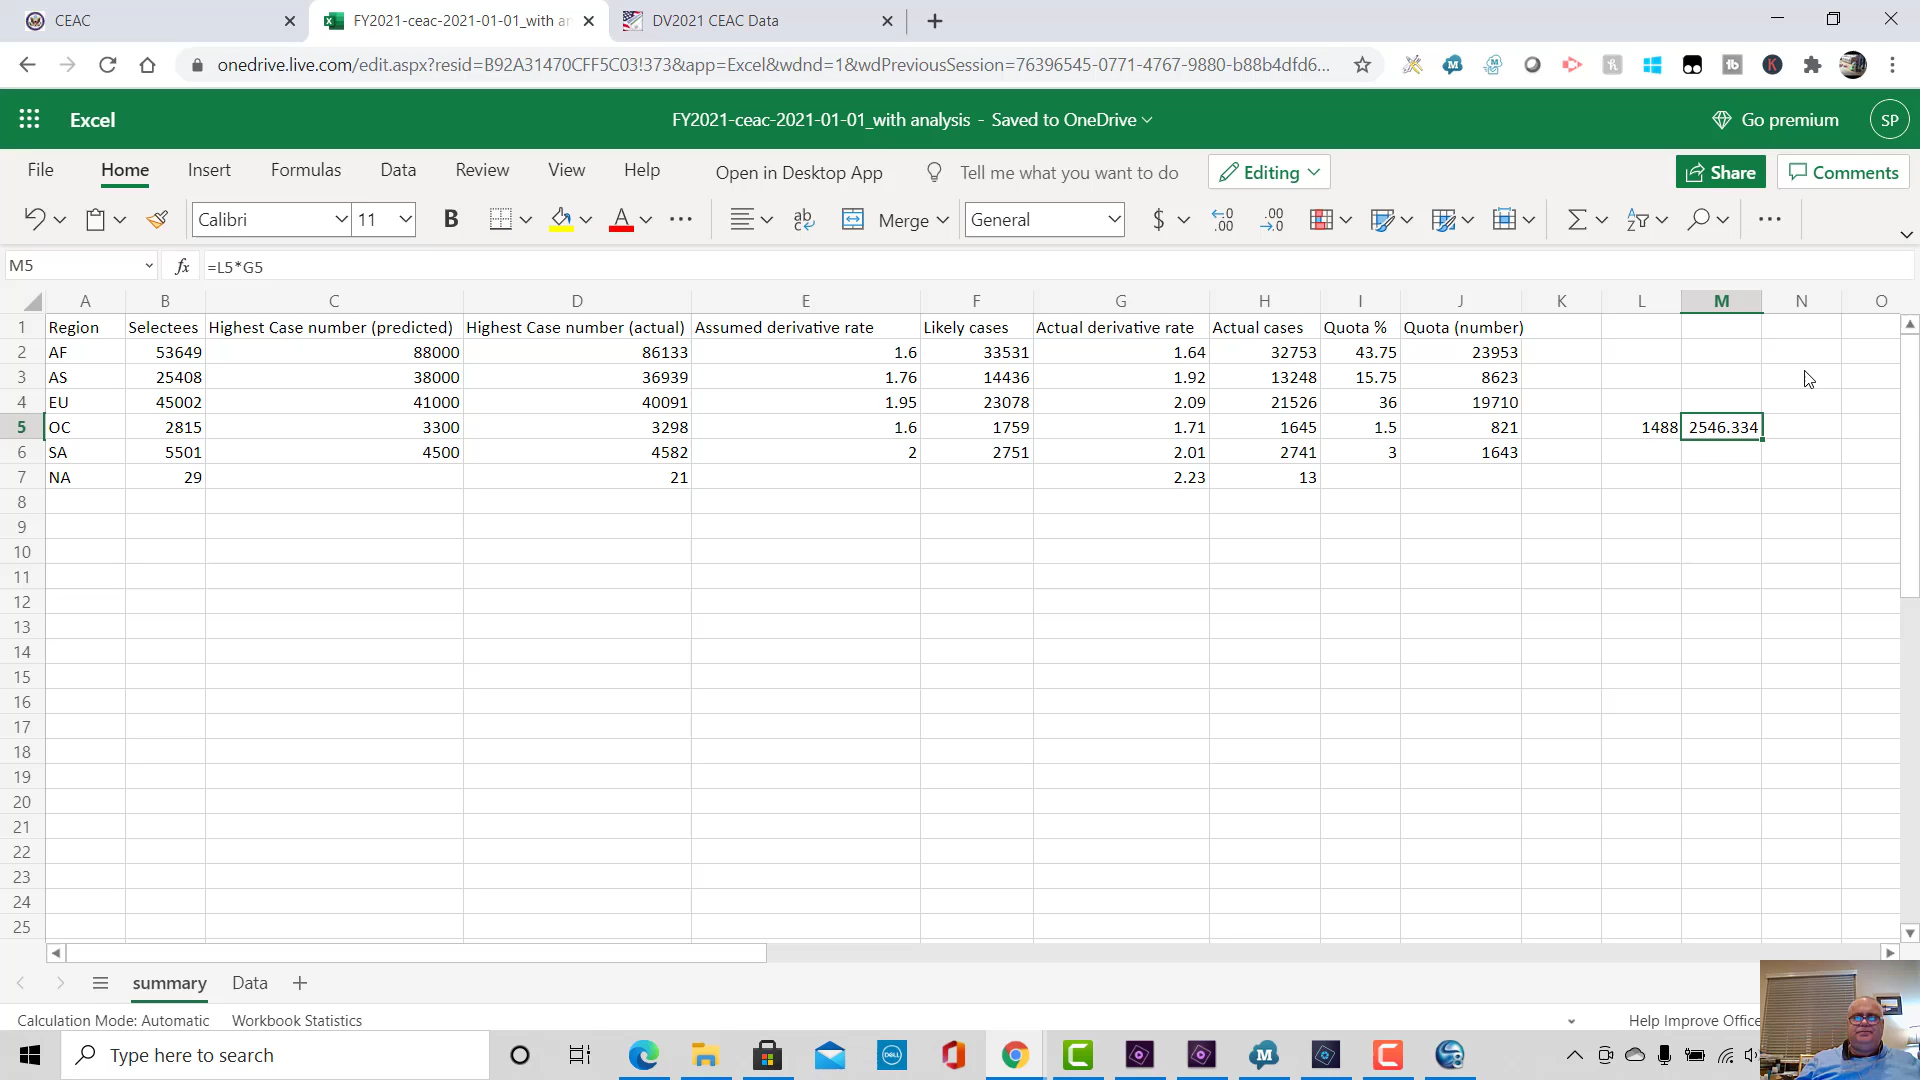 CEAC
FY2021-ceac-2021-01-01_with an
DV2021 CEAC Data
onedrive.live.com/edit.aspx?resid=B92A31470CFF5C03!373&app=Excel&wdnd=1&wdPreviousSession=76396545-0771-4767-9880-b88b4dfd6...
Excel
FY2021-ceac-2021-01-01_with analysis - Saved to OneDrive
Go premium
SP
File Home Insert Formulas Data Review View Help Open in Desktop App Tell me what you want to do Editing Share Comments
Calibri 11 B A Merge General $
M5 fx =L5*G5
A B C D E F G H I J K L M N O
1 Region Selectees Highest Case number (predicted) Highest Case number (actual) Assumed derivative rate Likely cases Actual derivative rate Actual cases Quota % Quota (number)
2 AF 53649 88000 86133 1.6 33531 1.64 32753 43.75 23953
3 AS 25408 38000 36939 1.76 14436 1.92 13248 15.75 8623
4 EU 45002 41000 40091 1.95 23078 2.09 21526 36 19710
5 OC 2815 3300 3298 1.6 1759 1.71 1645 1.5 821 1488 2546.334
6 SA 5501 4500 4582 2 2751 2.01 2741 3 1643
7 NA 29 21 2.23 13
8
9
10
11
12
13
14
15
16
17
18
19
20
21
22
23
24
25
summary Data
Calculation Mode: Automatic Workbook Statistics Help Improve Office
Type here to search